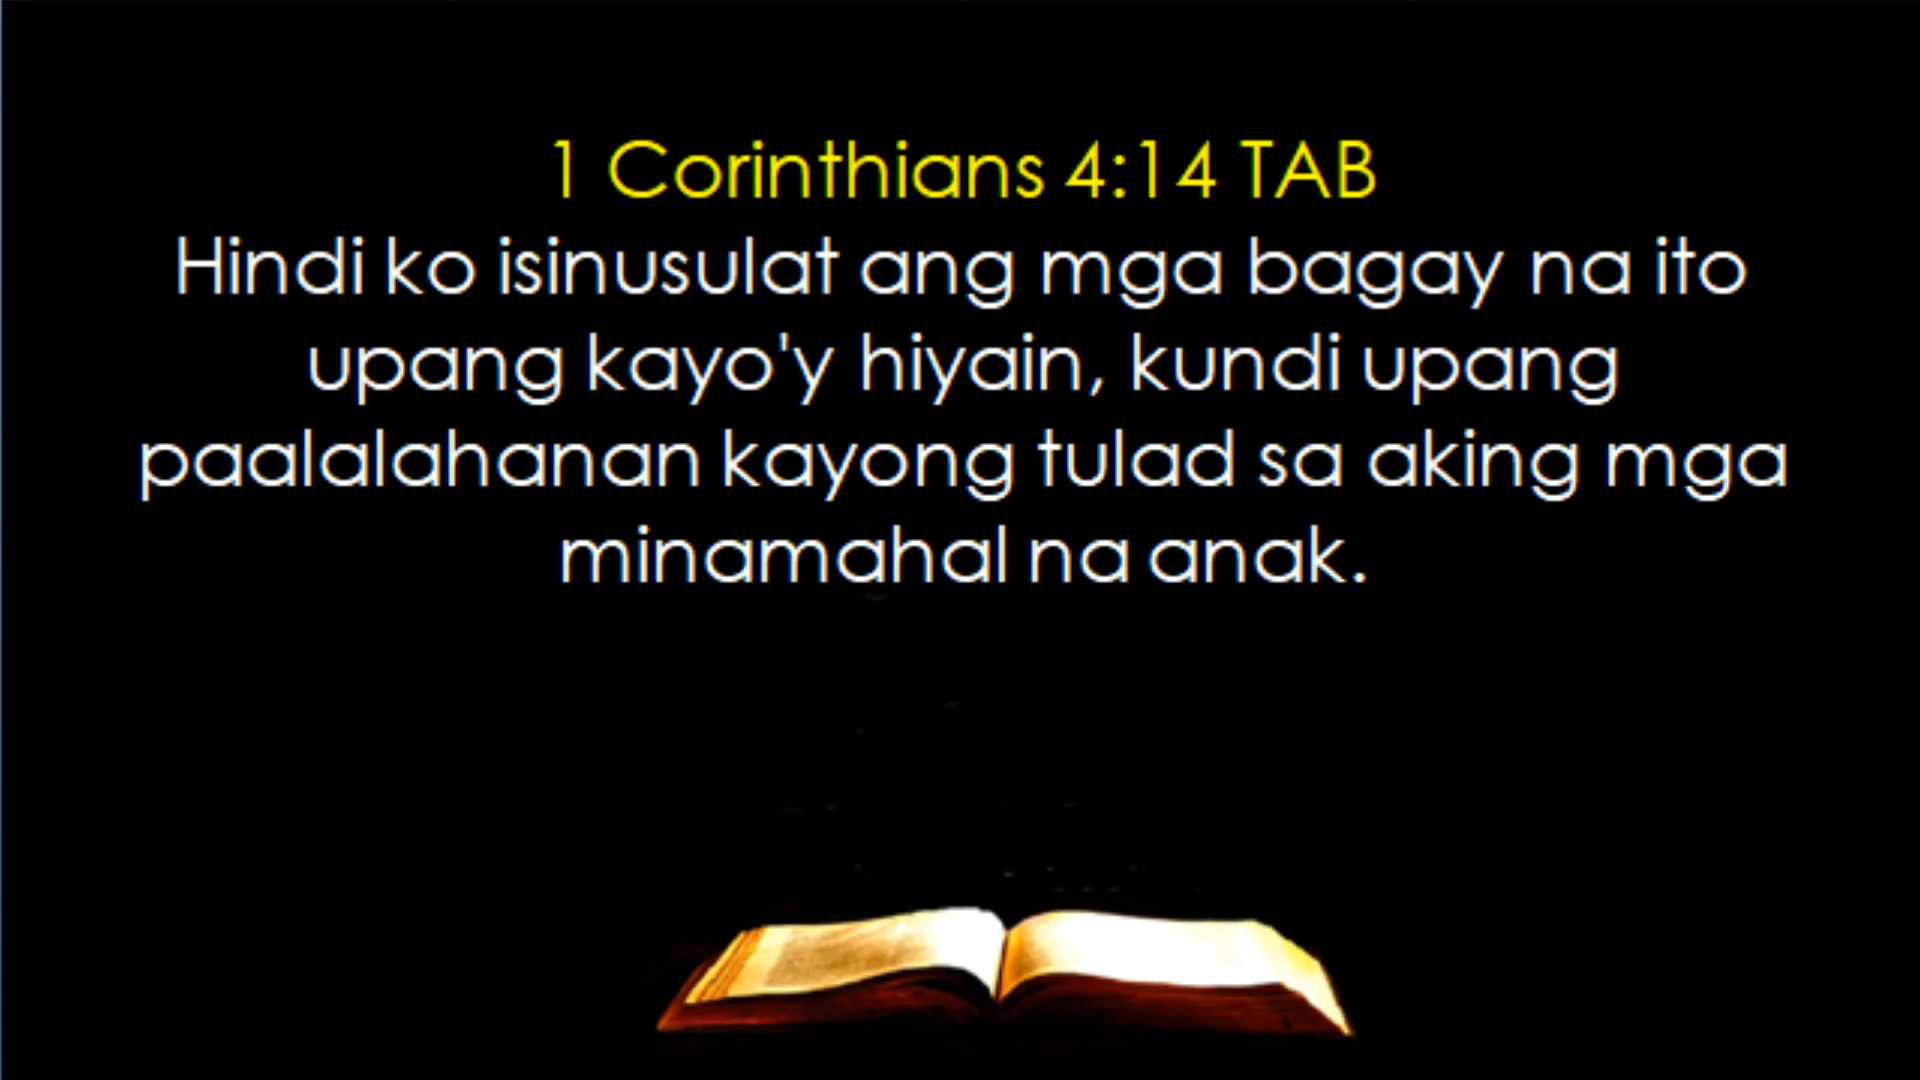 1 Corinthians 4:14 TAB
Hindi ko isinusulat ang mga bagay na ito
upang kayo'y hiyain, kundi upang
paalalahanan kayong tulad sa aking mga
minamahal na anak.